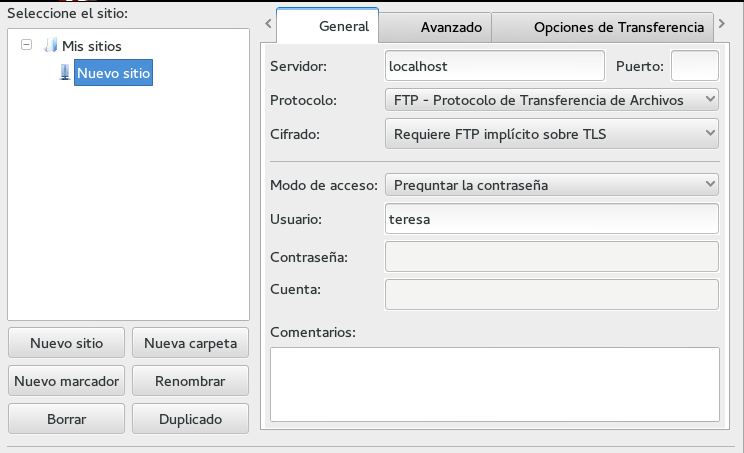 Seleccione el sitio:
Mis sitios
Nuevo sitio
Nuevo sitio
Nueva carpeta
Nuevo marcador
Renombrar
Borrar
Duplicado
General
Avanzado
Opciones de Transferencia
Servidor:
localhost
Puerto:
Protocolo:
FTP - Protocolo de Transferencia de Archivos
Cifrado:
Requiere FTP implícito sobre TLS
Modo de acceso:
Preguntar la contraseña
Usuario:
teresa
Contraseña:
Cuenta:
Comentarios: